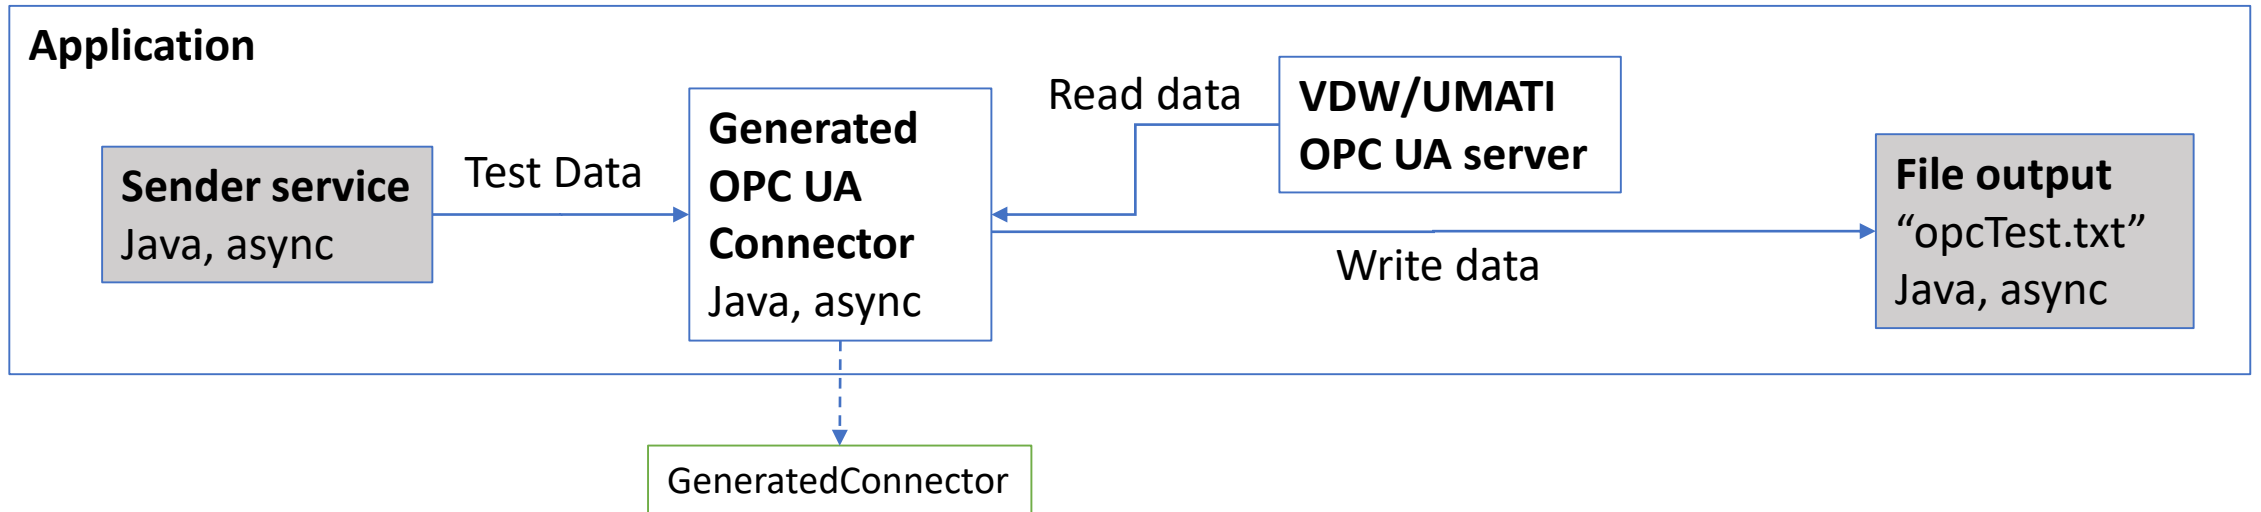 Application
Sender service
Java, async
Test Data
Generated
OPC UA
Connector
Java, async
Read data
VDW/UMATI
OPC UA server
Write data
File output
“opcTest.txt”
Java, async
GeneratedConnector